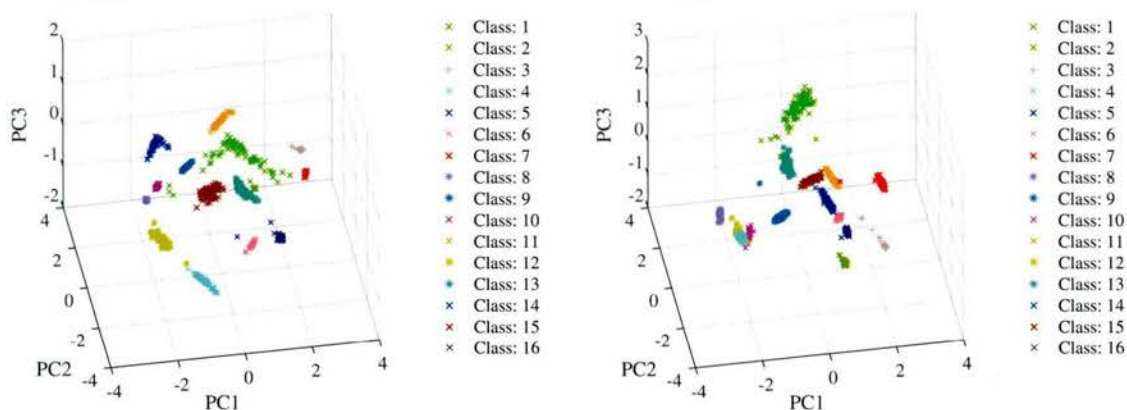 2
1
0
-1
-2
4
2
0
-2
-4
-4
-2
0
2
4
PC3
PC2
PC1
Class: 1
Class: 2
Class: 3
Class: 4
Class: 5
Class: 6
Class: 7
Class: 8
Class: 9
Class: 10
Class: 11
Class: 12
Class: 13
Class: 14
Class: 15
Class: 16
3
2
1
0
-1
-2
4
2
0
-2
-4
-4
-2
0
2
4
PC3
PC2
PC1
Class: 1
Class: 2
Class: 3
Class: 4
Class: 5
Class: 6
Class: 7
Class: 8
Class: 9
Class: 10
Class: 11
Class: 12
Class: 13
Class: 14
Class: 15
Class: 16